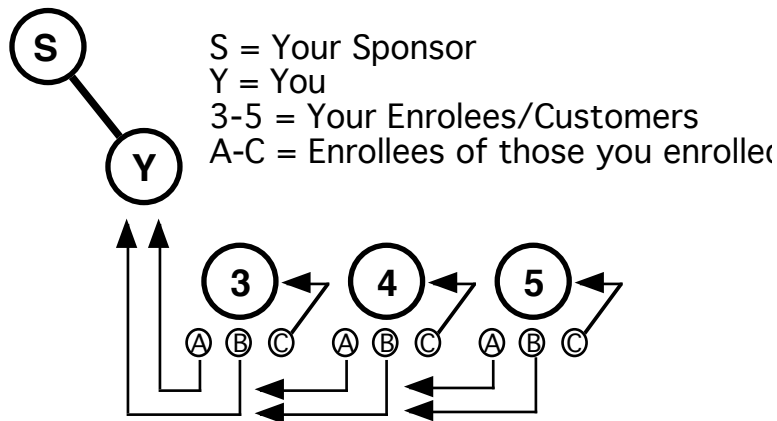 S
S = Your Sponsor
Y = You
3-5 = Your Enrolees/Customers
Y
A-C = Enrollees of those you enrolled
3 4 5
A B C A B C A B C